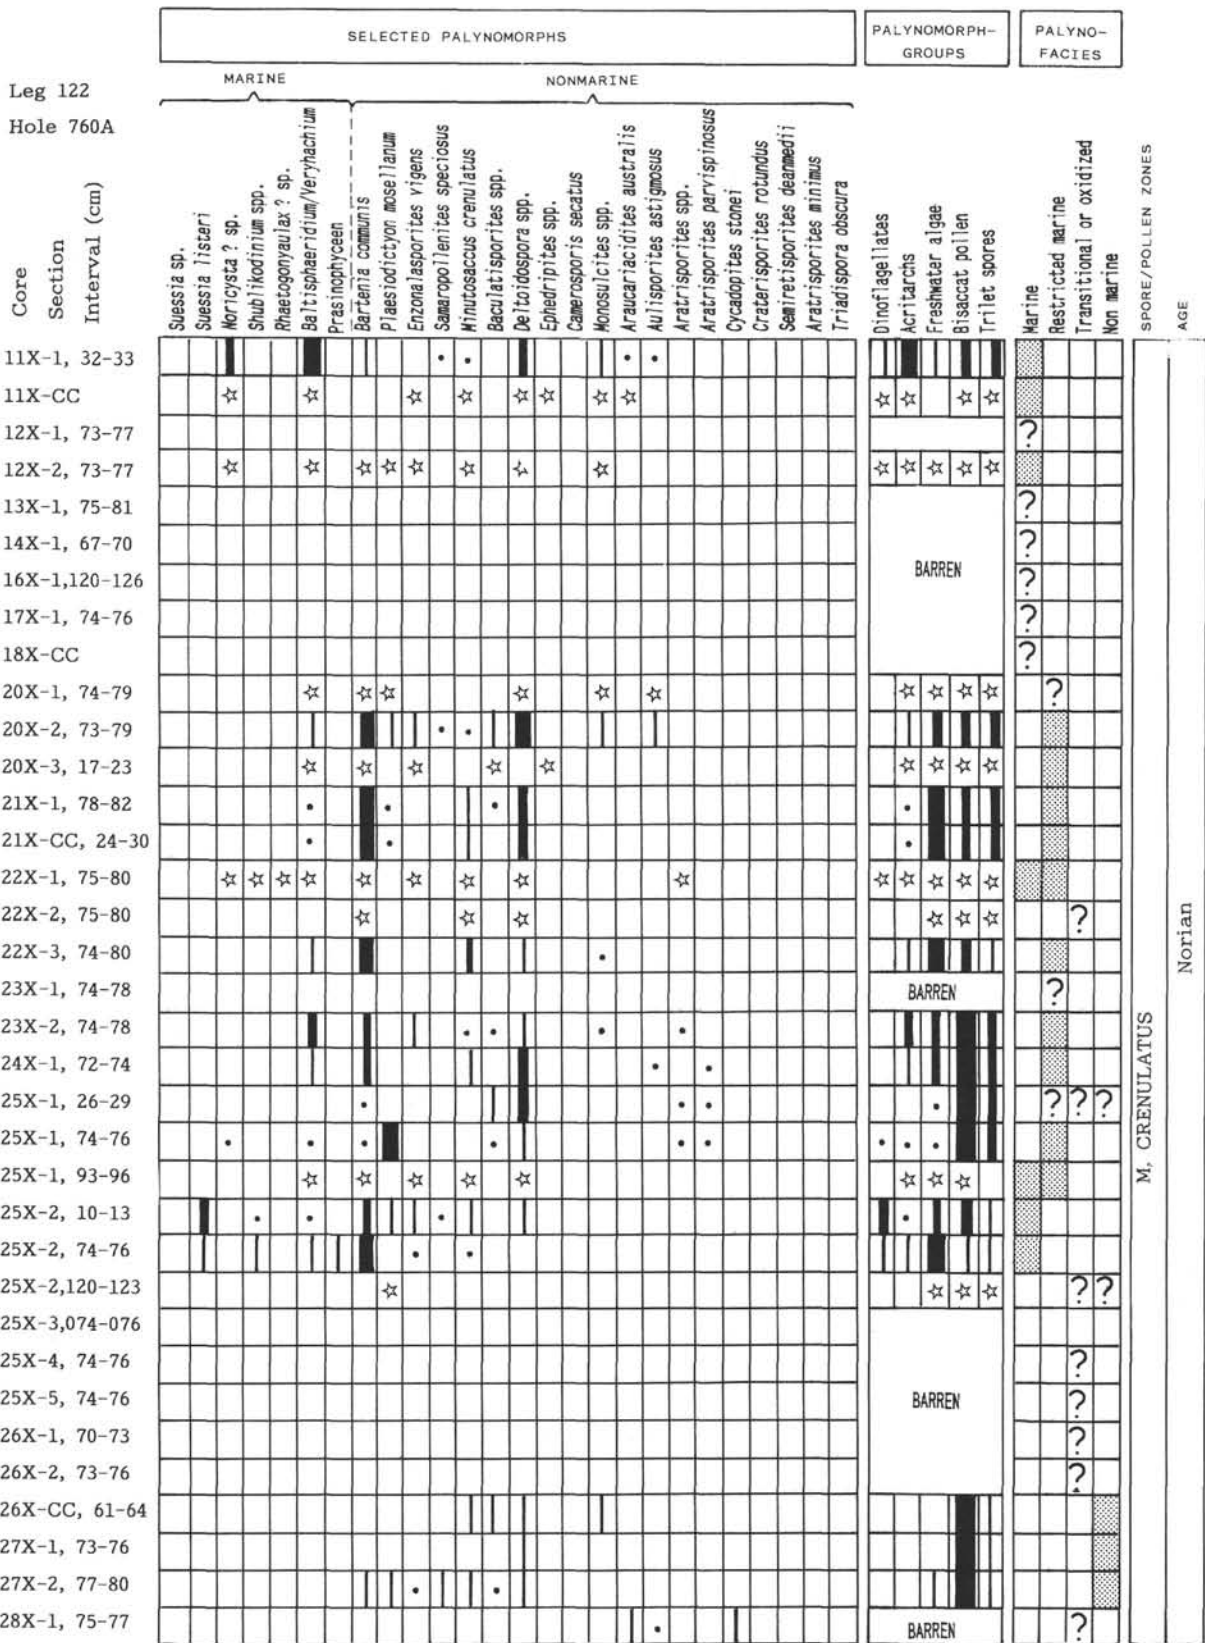 SELECTED PALYNOMORPHS
PALYNOMORPH-
GROUPS
PALYNO-
FACIES
MARINE
NONMARINE
Leg 122
Hole 760A
Core
Section
Interval (cm)
Suessia sp.
Suessia listeri
Noricysta ? sp.
Shublikodinium spp.
Rhaetogonyaulax ? sp.
Baltisphaeridium/Veryhachium
Prasinophyceen
Bartenia communis
Plaesiodictyon mosellanum
Enzonalasporites vigens
Samaropollenites speciosus
Minutosaccus crenulatus
Baculatisporites spp.
Deltoidospora spp.
Ephedripites spp.
Camerosporis secatus
Monosulcites spp.
Araucariacidites australis
Aulisporites astigmosus
Aratrisporites spp.
Aratrisporites parvispinosus
Cycadopites stonei
Craterisporites rotundus
Semiretisporites deanmedii
Aratrisporites minimus
Triadispora obscura
Dinoflagellates
Acritarchs
Freshwater algae
Bisaccat pollen
Trilet spores
Marine
Restricted marine
Transitional or oxidized
Non marine
SPORE/POLLEN ZONES
AGE
11X-1, 32-33
11X-CC
12X-1, 73-77
?
12X-2, 73-77
13X-1, 75-81
?
14X-1, 67-70
?
16X-1,120-126
BARREN
?
17X-1, 74-76
?
18X-CC
?
20X-1, 74-79
?
20X-2, 73-79
20X-3, 17-23
21X-1, 78-82
21X-CC, 24-30
22X-1, 75-80
22X-2, 75-80
?
22X-3, 74-80
23X-1, 74-78
BARREN
?
23X-2, 74-78
24X-1, 72-74
25X-1, 26-29
? ? ?
25X-1, 74-76
25X-1, 93-96
25X-2, 10-13
25X-2, 74-76
25X-2,120-123
? ?
25X-3,074-076
25X-4, 74-76
?
25X-5, 74-76
BARREN
?
26X-1, 70-73
?
26X-2, 73-76
?
26X-CC, 61-64
27X-1, 73-76
27X-2, 77-80
28X-1, 75-77
BARREN
?
M. CRENULATUS
Norian